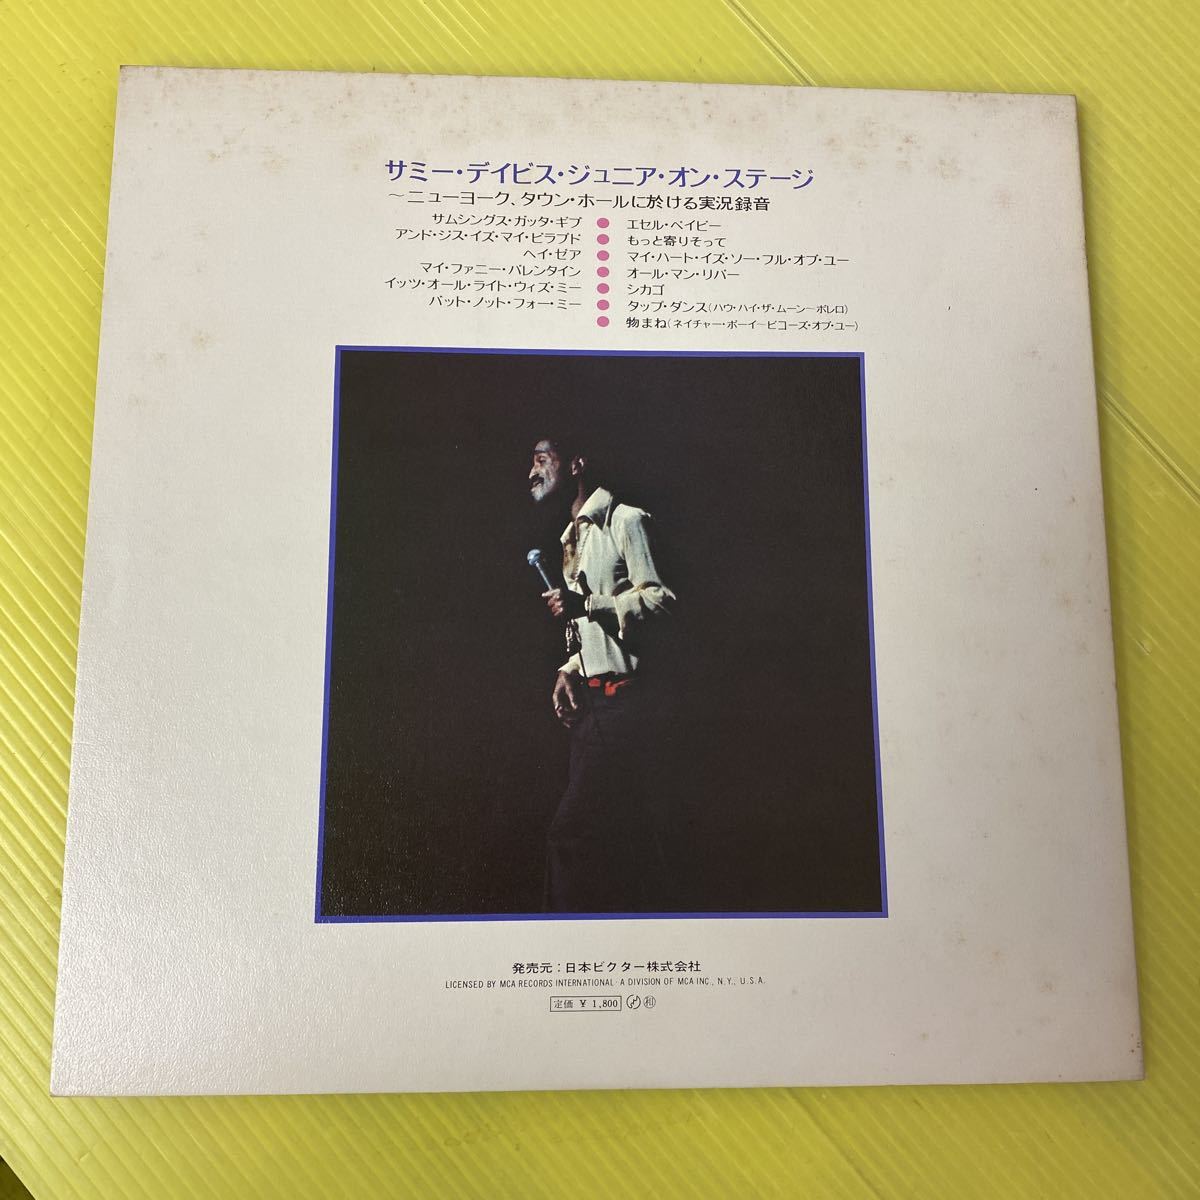 サミー・デイビス・ジュニア・オン・ステージ
～ニューヨーク、タウン・ホールに於ける実況録音
サムシングス・ガッタ・ギブ
アンド・ジス・イズ・マイ・ビラブド
ヘイ・ゼア
マイ・ファニー・バレンタイン
イッツ・オール・ライト・ウィズ・ミー
バット・ノット・フォー・ミー
エセル・ベイビー
もっと寄りそって
マイ・ハート・イズ・ソー・フル・オブ・ユー
オール・マン・リバー
シカゴ
タップ・ダンス(ハウ・ハイ・ザ・ムーン～ボレロ)
物まね(ネイチャー・ボーイ～ビコーズ・オブ・ユー)
発売元:日本ビクター株式会社
LICENSED BY MCA RECORDS INTERNATIONAL·A DIVISION OF MCA INC., N.Y., U.S.A.
定価 ¥ 1,800